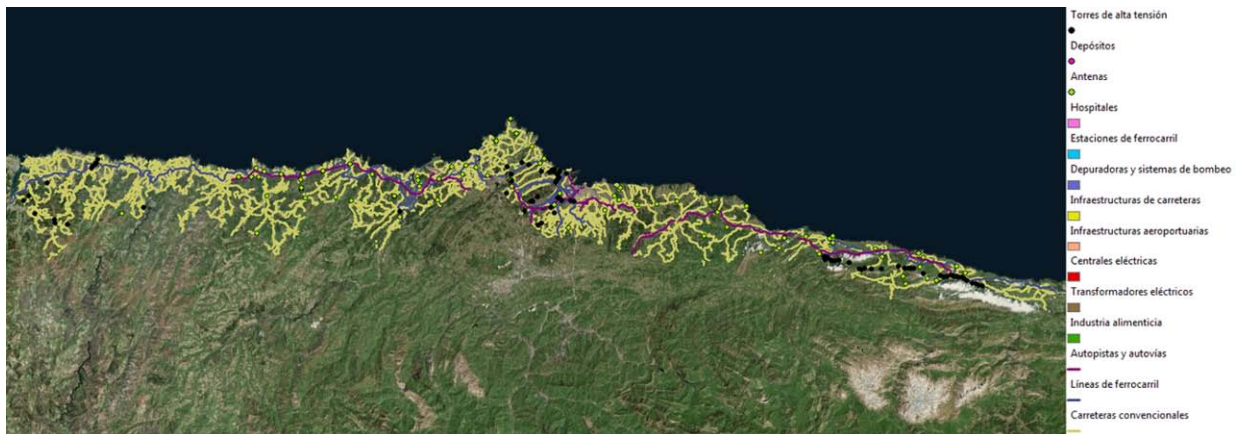 Torres de alta tensión
Depósitos
Antenas
Hospitales
Estaciones de ferrocarril
Depuradoras y sistemas de bombeo
Infraestructuras de carreteras
Infraestructuras aeroportuarias
Centrales eléctricas
Transformadores eléctricos
Industria alimenticia
Autopistas y autovías
Líneas de ferrocarril
Carreteras convencionales